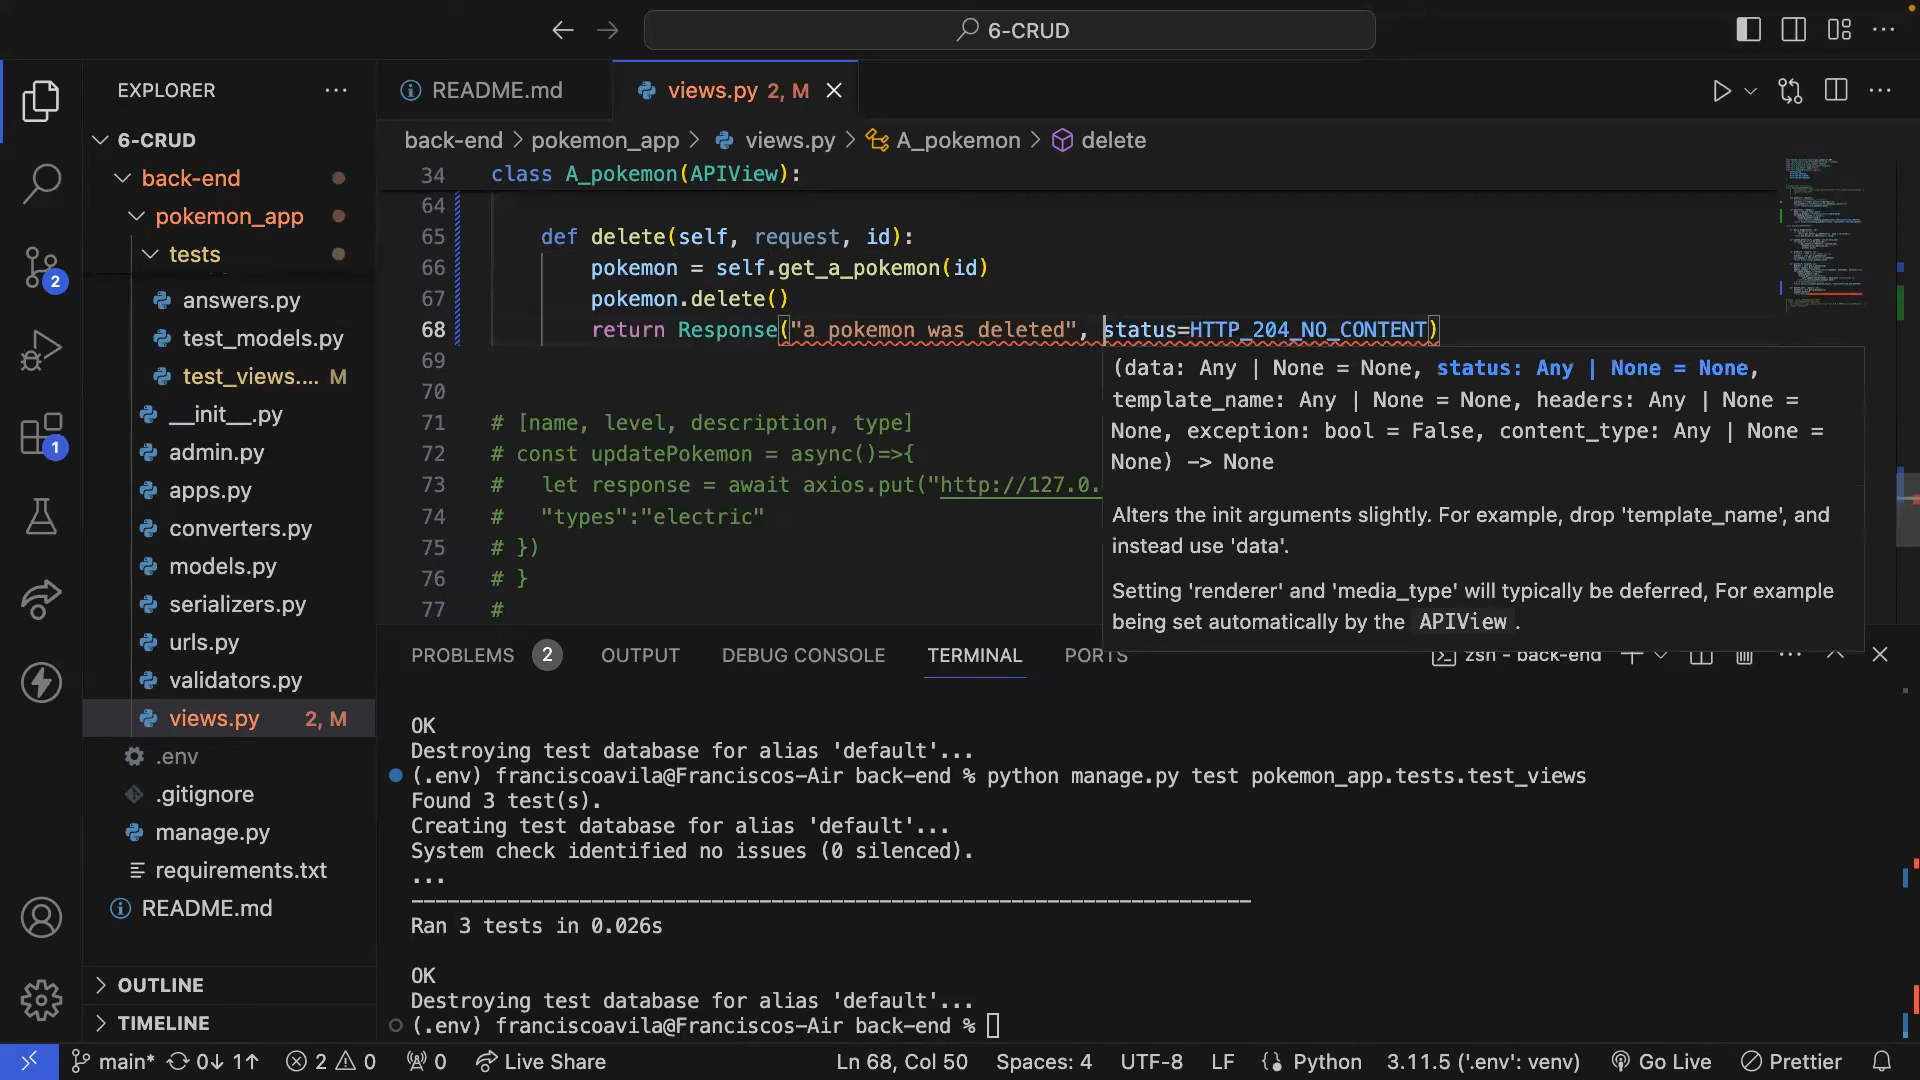 6-CRUD
EXPLORER
README.md
views.py 2, M
6-CRUD
back-end
pokemon_app
tests
answers.py
test_models.py
test_views.... M
__init__.py
admin.py
apps.py
converters.py
models.py
serializers.py
urls.py
validators.py
views.py 2, M
.env
.gitignore
manage.py
requirements.txt
README.md
OUTLINE
TIMELINE
2
1
back-end > pokemon_app > views.py > A_pokemon > delete
34 class A_pokemon(APIView):
64
65 def delete(self, request, id):
66 pokemon = self.get_a_pokemon(id)
67 pokemon.delete()
68 return Response("a pokemon was deleted", status=HTTP_204_NO_CONTENT)
69
70
71 # [name, level, description, type]
72 # const updatePokemon = async()=>{
73 # let response = await axios.put("http://127.0.
74 # "types":"electric"
75 # })
76 # }
77 #
(data: Any | None = None, status: Any | None = None,
template_name: Any | None = None, headers: Any | None =
None, exception: bool = False, content_type: Any | None =
None) -> None
Alters the init arguments slightly. For example, drop 'template_name', and
instead use 'data'.
Setting 'renderer' and 'media_type' will typically be deferred, For example
being set automatically by the APIView .
PROBLEMS 2 OUTPUT DEBUG CONSOLE TERMINAL PORTS zsh - back-end
OK
Destroying test database for alias 'default'...
(.env) franciscoavila@Franciscos-Air back-end % python manage.py test pokemon_app.tests.test_views
Found 3 test(s).
Creating test database for alias 'default'...
System check identified no issues (0 silenced).
...
----------------------------------------------------------------------
Ran 3 tests in 0.026s
OK
Destroying test database for alias 'default'...
(.env) franciscoavila@Franciscos-Air back-end %
main* 0↓ 1↑ 2 0 0 Live Share Ln 68, Col 50 Spaces: 4 UTF-8 LF Python 3.11.5 ('.env': venv) Go Live Prettier